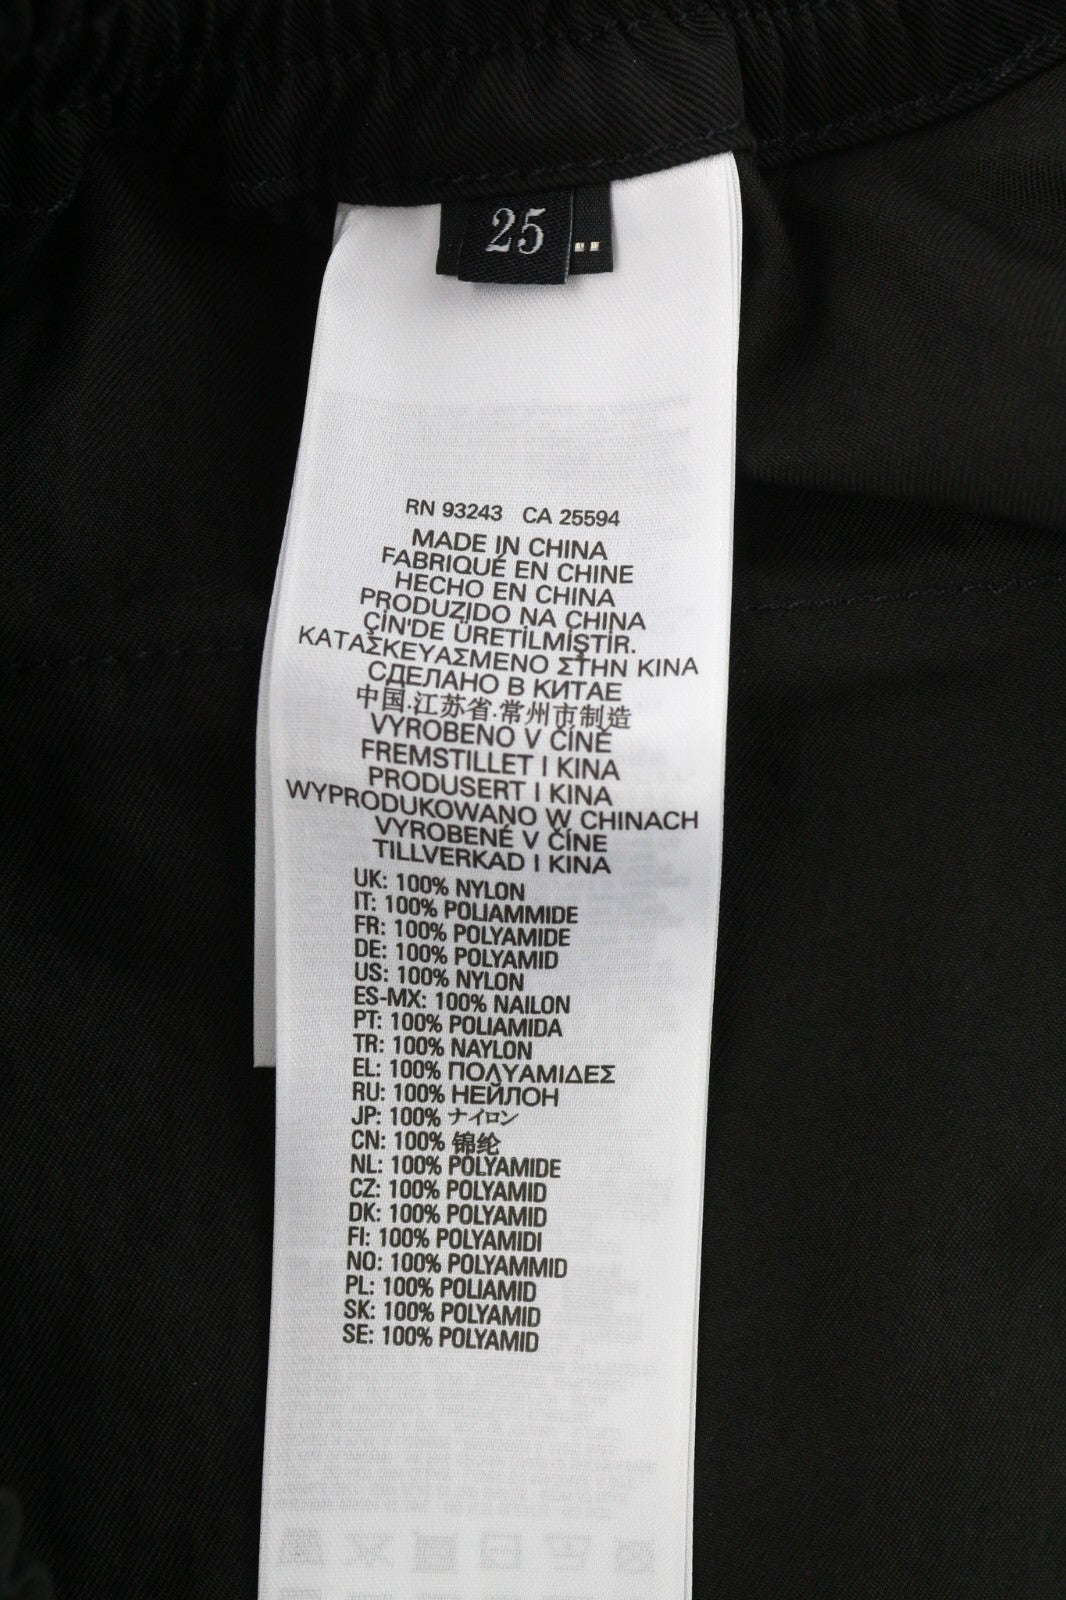 25
RN 93243 CA 25594
MADE IN CHINA
FABRIQUÉ EN CHINE
HECHO EN CHINA
PRODUZIDO NA CHINA
ÇİN'DE ÜRETİLMİŞTİR.
ΚΑΤΑΣΚΕΥΑΣΜΕΝΟ ΣΤΗΝ ΚΙΝΑ
СДЕЛАНО В КИТАЕ
中国.江苏省.常州市制造
VYROBENO V ČÍNĚ
FREMSTILLET I KINA
PRODUSERT I KINA
WYPRODUKOWANO W CHINACH
VYROBENÉ V ČÍNE
TILLVERKAD I KINA
UK: 100% NYLON
IT: 100% POLIAMMIDE
FR: 100% POLYAMIDE
DE: 100% POLYAMID
US: 100% NYLON
ES-MX: 100% NAILON
PT: 100% POLIAMIDA
TR: 100% NAYLON
EL: 100% ΠΟΛΥΑΜΙΔΕΣ
RU: 100% НЕЙЛОН
JP: 100% ナイロン
CN: 100% 锦纶
NL: 100% POLYAMIDE
CZ: 100% POLYAMID
DK: 100% POLYAMID
FI: 100% POLYAMIDI
NO: 100% POLYAMMID
PL: 100% POLIAMID
SK: 100% POLYAMID
SE: 100% POLYAMID